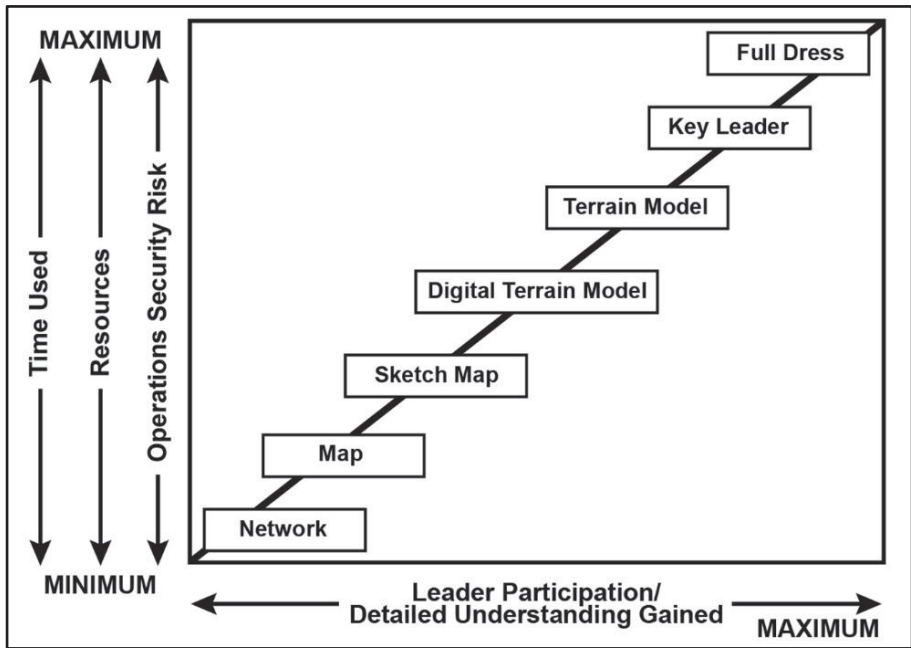 MAXIMUM
Time Used
Resources
Operations Security Risk
MINIMUM
Full Dress
Key Leader
Terrain Model
Digital Terrain Model
Sketch Map
Map
Network
Leader Participation/
Detailed Understanding Gained
MAXIMUM